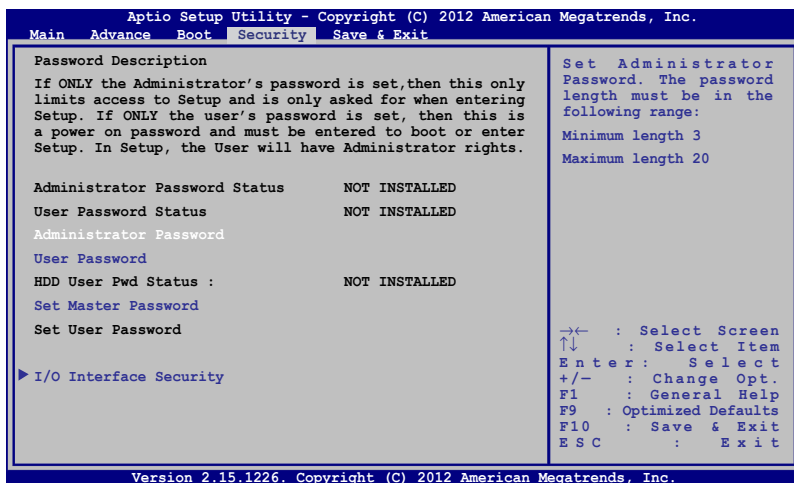 Aptio Setup Utility - Copyright (C) 2012 American Megatrends, Inc.
Main Advance Boot Security Save & Exit
Password Description
If ONLY the Administrator's password is set,then this only
limits access to Setup and is only asked for when entering
Setup. If ONLY the user's password is set, then this is
a power on password and must be entered to boot or enter
Setup. In Setup, the User will have Administrator rights.
Administrator Password Status NOT INSTALLED
User Password Status NOT INSTALLED
Administrator Password
User Password
HDD User Pwd Status : NOT INSTALLED
Set Master Password
Set User Password
I/O Interface Security
Set Administrator
Password. The password
length must be in the
following range:
Minimum length 3
Maximum length 20
→← : Select Screen
↑↓ : Select Item
Enter: Select
+/— : Change Opt.
F1 : General Help
F9 : Optimized Defaults
F10 : Save & Exit
ESC : Exit
Version 2.15.1226. Copyright (C) 2012 American Megatrends, Inc.